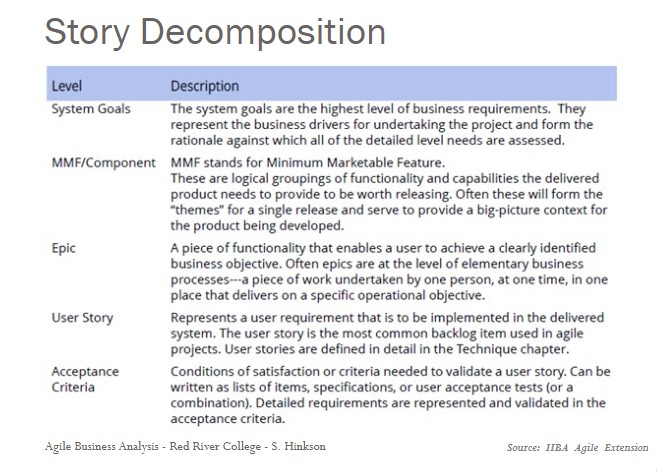 Story Decomposition
Level Description
System Goals The system goals are the highest level of business requirements. They
represent the business drivers for undertaking the project and form the
rationale against which all of the detailed level needs are assessed.
MMF/Component MMF stands for Minimum Marketable Feature.
These are logical groupings of functionality and capabilities the delivered
product needs to provide to be worth releasing. Often these will form the
“themes” for a single release and serve to provide a big-picture context for
the product being developed.
Epic A piece of functionality that enables a user to achieve a clearly identified
business objective. Often epics are at the level of elementary business
processes---a piece of work undertaken by one person, at one time, in one
place that delivers on a specific operational objective.
User Story Represents a user requirement that is to be implemented in the delivered
system. The user story is the most common backlog item used in agile
projects. User stories are defined in detail in the Technique chapter.
Acceptance Conditions of satisfaction or criteria needed to validate a user story. Can be
Criteria written as lists of items, specifications, or user acceptance tests (or a
combination). Detailed requirements are represented and validated in the
acceptance criteria.
Agile Business Analysis - Red River College - S. Hinkson Source: IIBA Agile Extension